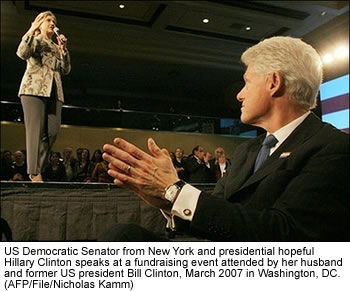 US Democratic Senator from New York and presidential hopeful
Hillary Clinton speaks at a fundraising event attended by her husband
and former US president Bill Clinton, March 2007 in Washington, DC.
(AFP/File/Nicholas Kamm)